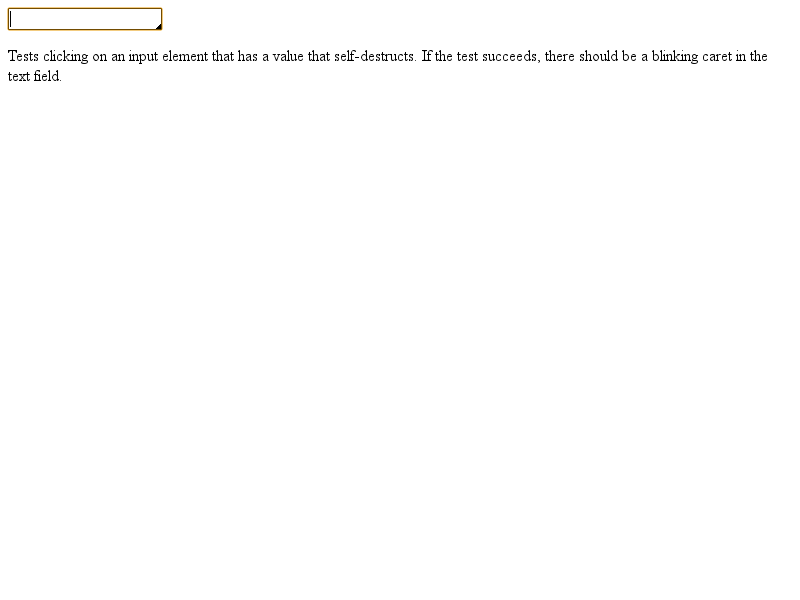 Tests clicking on an input element that has a value that self-destructs. If the test succeeds, there should be a blinking caret in the
text field.